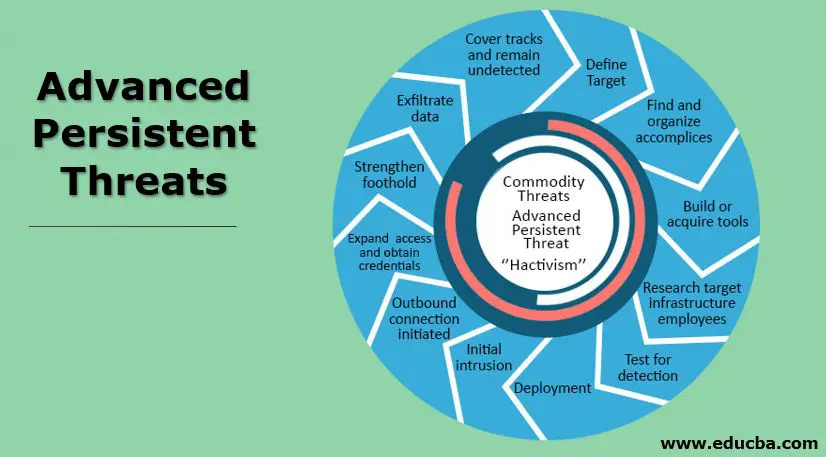 Advanced
Persistent
Threats
Cover tracks
and remain
undetected
Define
Target
Find and
organize
accomplices
Build or
acquire tools
Research target
infrastructure
employees
Test for
detection
Deployment
Initial
intrusion
Outbound
connection
initiated
Expand access
and obtain
credentials
Strengthen
foothold
Exfiltrate
data
Commodity
Threats
Advanced
Persistent
Threat
‘’Hactivism’’
www.educba.com